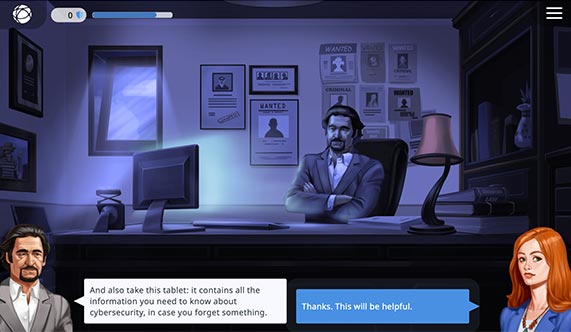 0
WANTED
CRIMINAL
WANTED
CRIMINAL
WANTED
And also take this tablet: it contains all the
information you need to know about
cybersecurity, in case you forget something.
Thanks. This will be helpful.